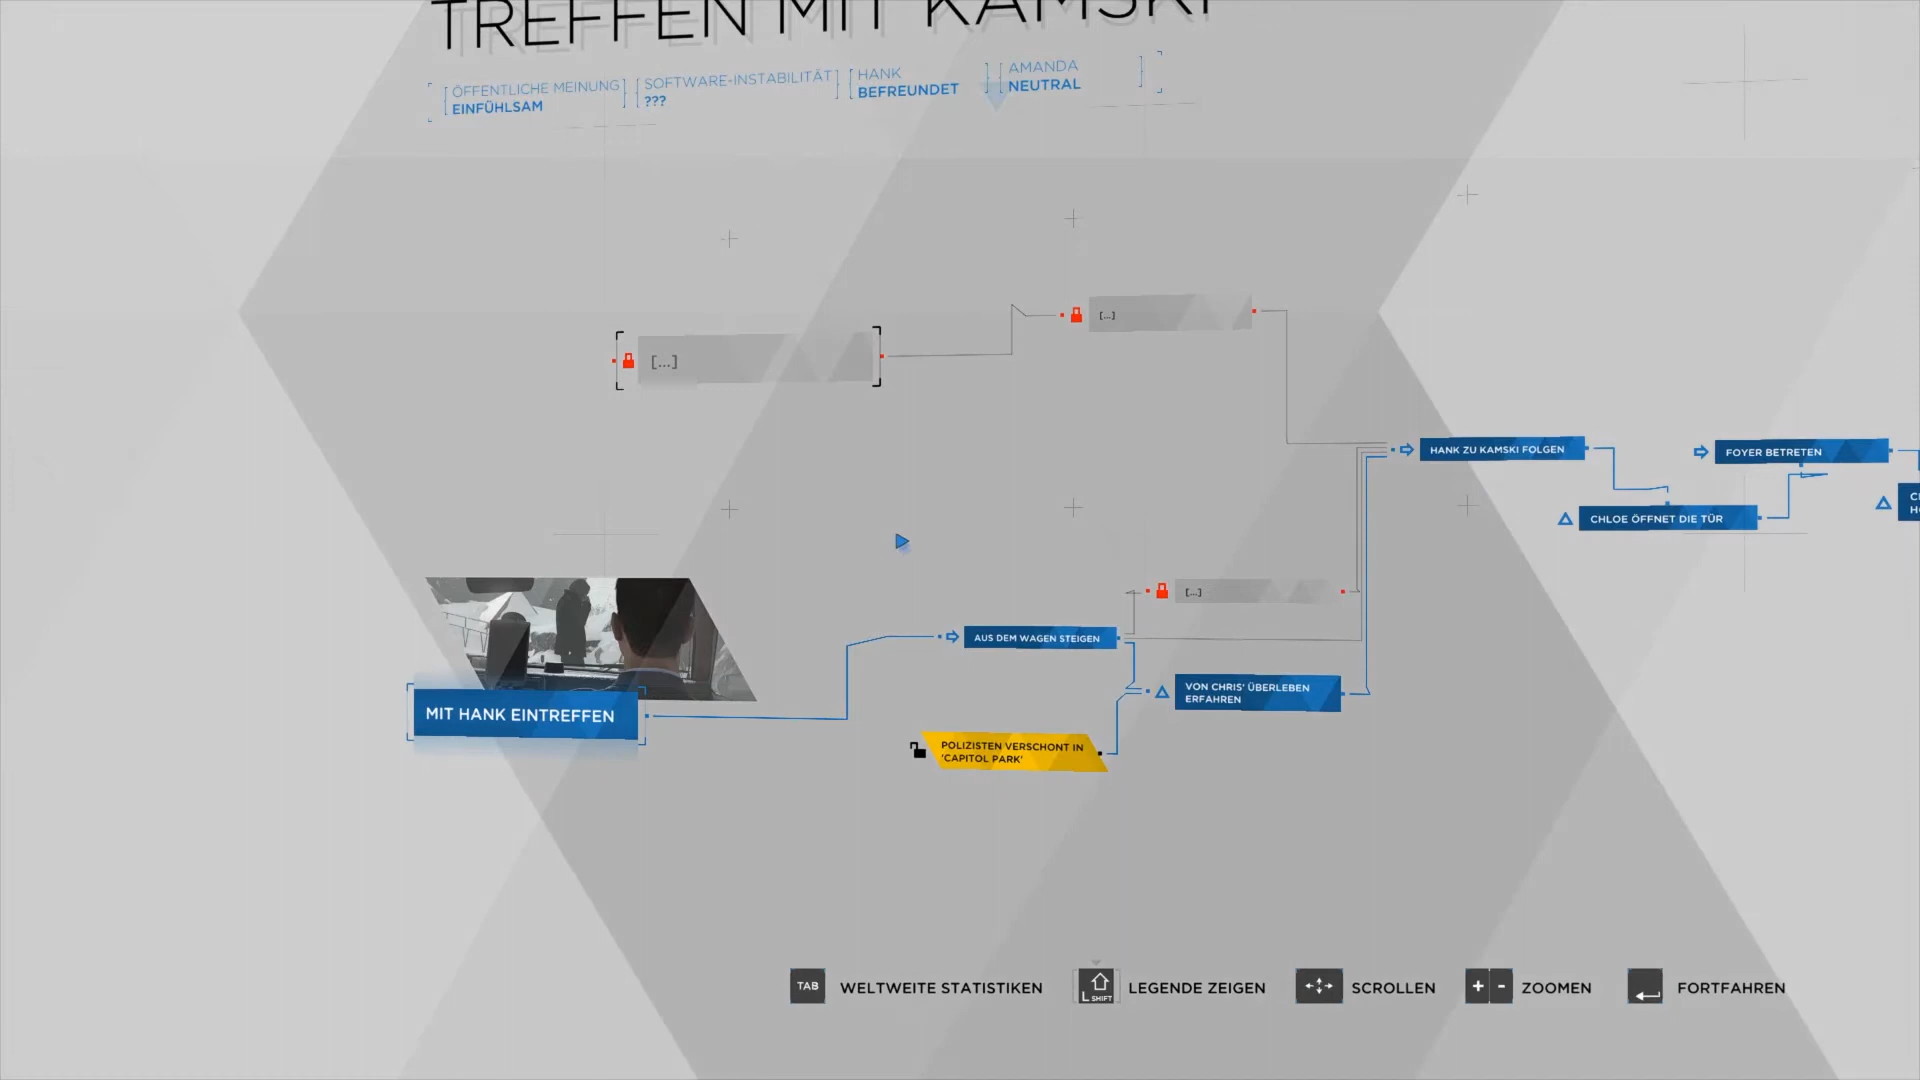 TREFFEN MIT KAMSKI
ÖFFENTLICHE MEINUNG
EINFÜHLSAM
SOFTWARE-INSTABILITÄT
???
HANK
BEFREUNDET
AMANDA
NEUTRAL
[...]
[...]
HANK ZU KAMSKI FOLGEN
FOYER BETRETEN
CHLOE ÖFFNET DIE TÜR
[...]
AUS DEM WAGEN STEIGEN
VON CHRIS' ÜBERLEBEN
ERFAHREN
MIT HANK EINTREFFEN
POLIZISTEN VERSCHONT IN
'CAPITOL PARK'
TAB WELTWEITE STATISTIKEN
L SHIFT LEGENDE ZEIGEN
SCROLLEN
+ - ZOOMEN
FORTFAHREN